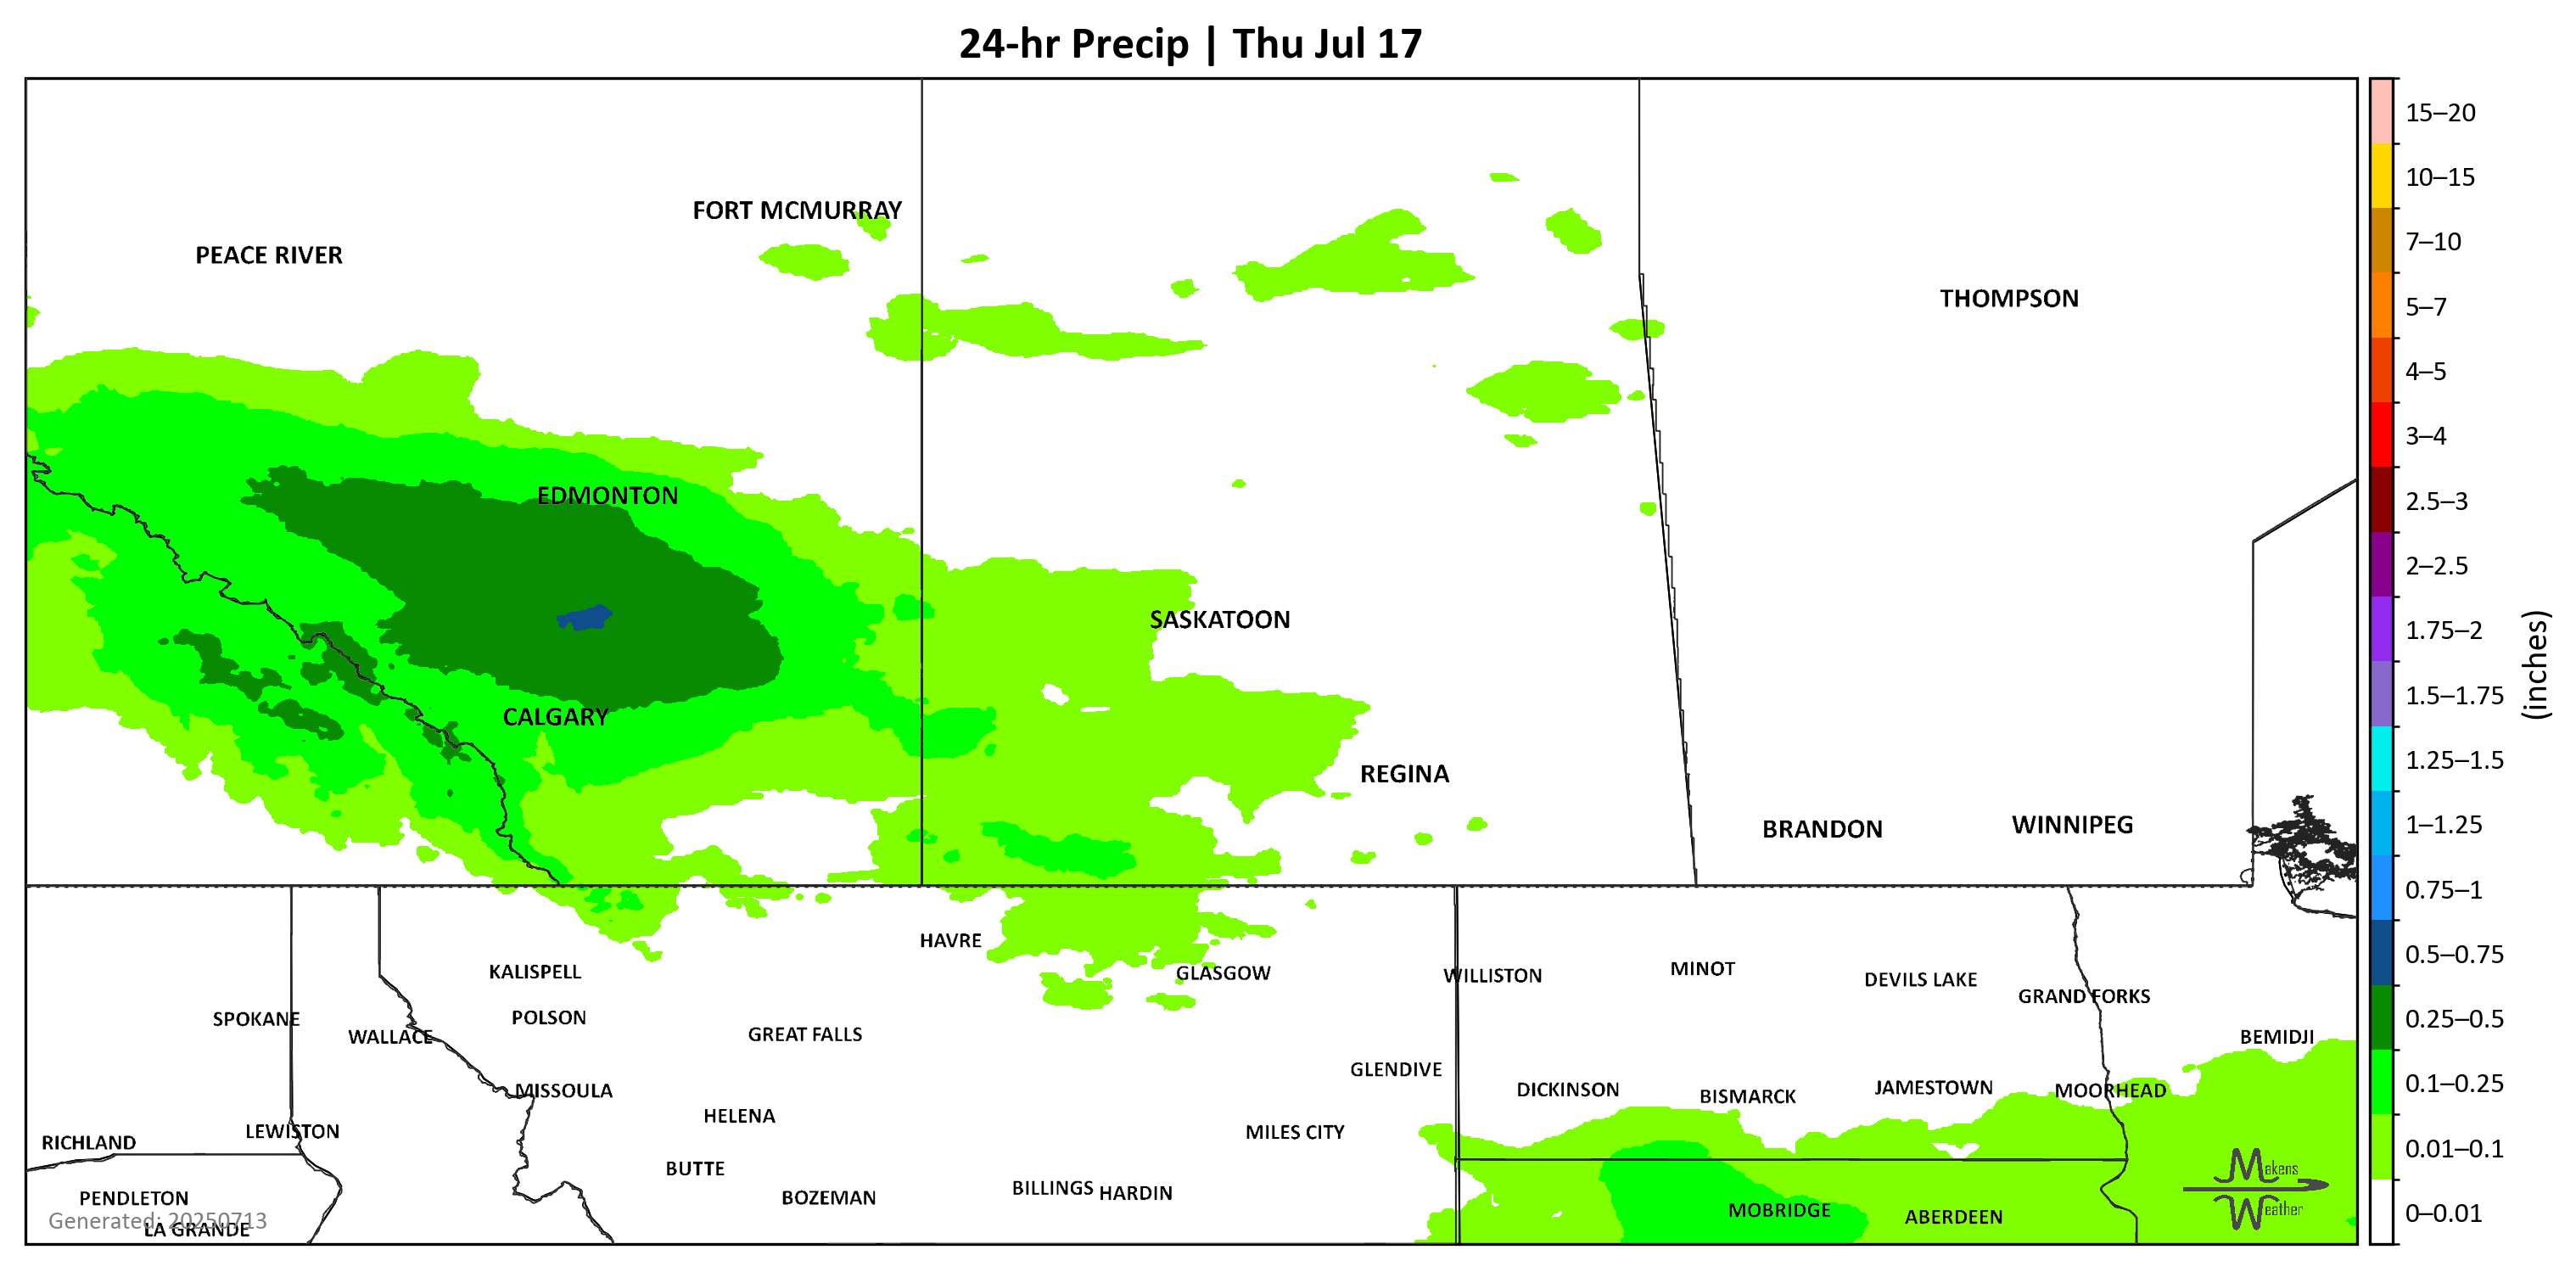 24-hr Precip | Thu Jul 17
FORT MCMURRAY
PEACE RIVER
THOMPSON
EDMONTON
SASKATOON
CALGARY
REGINA
BRANDON
WINNIPEG
HAVRE
KALISPELL
GLASGOW
WILLISTON
MINOT
DEVILS LAKE
GRAND FORKS
SPOKANE
POLSON
WALLACE
GREAT FALLS
BEMIDJI
GLENDIVE
MISSOULA
DICKINSON
BISMARCK
JAMESTOWN
MOORHEAD
HELENA
LEWISTON
MILES CITY
RICHLAND
BUTTE
PENDLETON
BOZEMAN
BILLINGS
HARDIN
MOBRIDGE
ABERDEEN
Generated: 20250713
LA GRANDE
Makens
Weather
15–20
10–15
7–10
5–7
4–5
3–4
2.5–3
2–2.5
1.75–2
1.5–1.75
1.25–1.5
1–1.25
0.75–1
0.5–0.75
0.25–0.5
0.1–0.25
0.01–0.1
0–0.01
(inches)